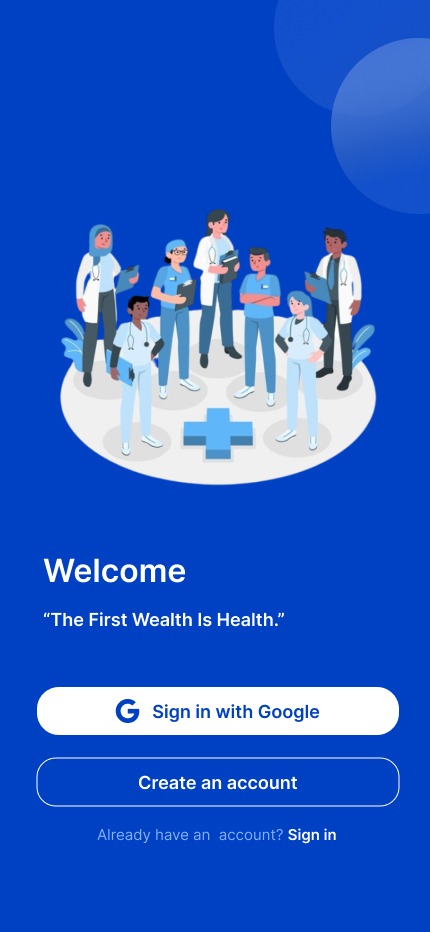 Welcome
“The First Wealth Is Health.”
Sign in with Google
Create an account
Already have an  account? Sign in